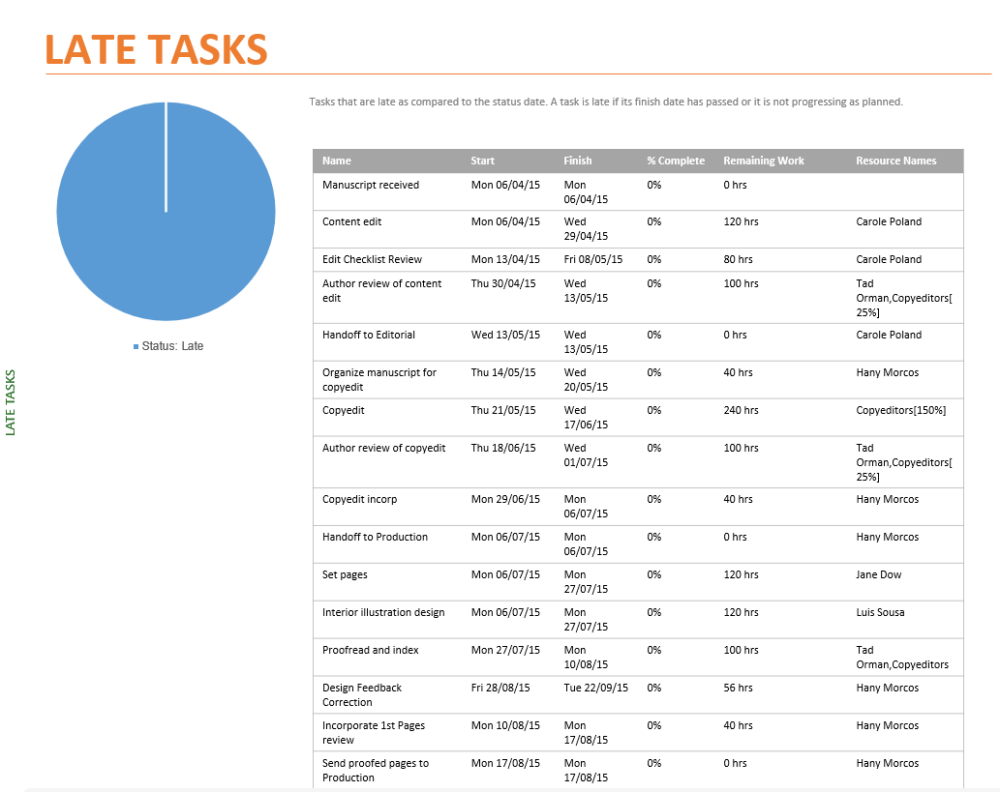 LATE TASKS
Tasks that are late as compared to the status date. A task is late if its finish date has passed or it is not progressing as planned.
Status: Late
LATE TASKS
Name Start Finish % Complete Remaining Work Resource Names
Manuscript received Mon 06/04/15 Mon 0% 0 hrs
06/04/15
Content edit Mon 06/04/15 Wed 0% 120 hrs Carole Poland
29/04/15
Edit Checklist Review Mon 13/04/15 Fri 08/05/15 0% 80 hrs Carole Poland
Author review of content Thu 30/04/15 Wed 0% 100 hrs Tad
edit 13/05/15 Orman,Copyeditors[
25%]
Handoff to Editorial Wed 13/05/15 Wed 0% 0 hrs Carole Poland
13/05/15
Organize manuscript for Thu 14/05/15 Wed 0% 40 hrs Hany Morcos
copyedit 20/05/15
Copyedit Thu 21/05/15 Wed 0% 240 hrs Copyeditors[150%]
17/06/15
Author review of copyedit Thu 18/06/15 Wed 0% 100 hrs Tad
01/07/15 Orman,Copyeditors[
25%]
Copyedit incorp Mon 29/06/15 Mon 0% 40 hrs Hany Morcos
06/07/15
Handoff to Production Mon 06/07/15 Mon 0% 0 hrs Hany Morcos
06/07/15
Set pages Mon 06/07/15 Mon 0% 120 hrs Jane Dow
27/07/15
Interior illustration design Mon 06/07/15 Mon 0% 120 hrs Luis Sousa
27/07/15
Proofread and index Mon 27/07/15 Mon 0% 100 hrs Tad
10/08/15 Orman,Copyeditors
Design Feedback Fri 28/08/15 Tue 22/09/15 0% 56 hrs Hany Morcos
Correction
Incorporate 1st Pages Mon 10/08/15 Mon 0% 40 hrs Hany Morcos
review 17/08/15
Send proofed pages to Mon 17/08/15 Mon 0% 0 hrs Hany Morcos
Production 17/08/15